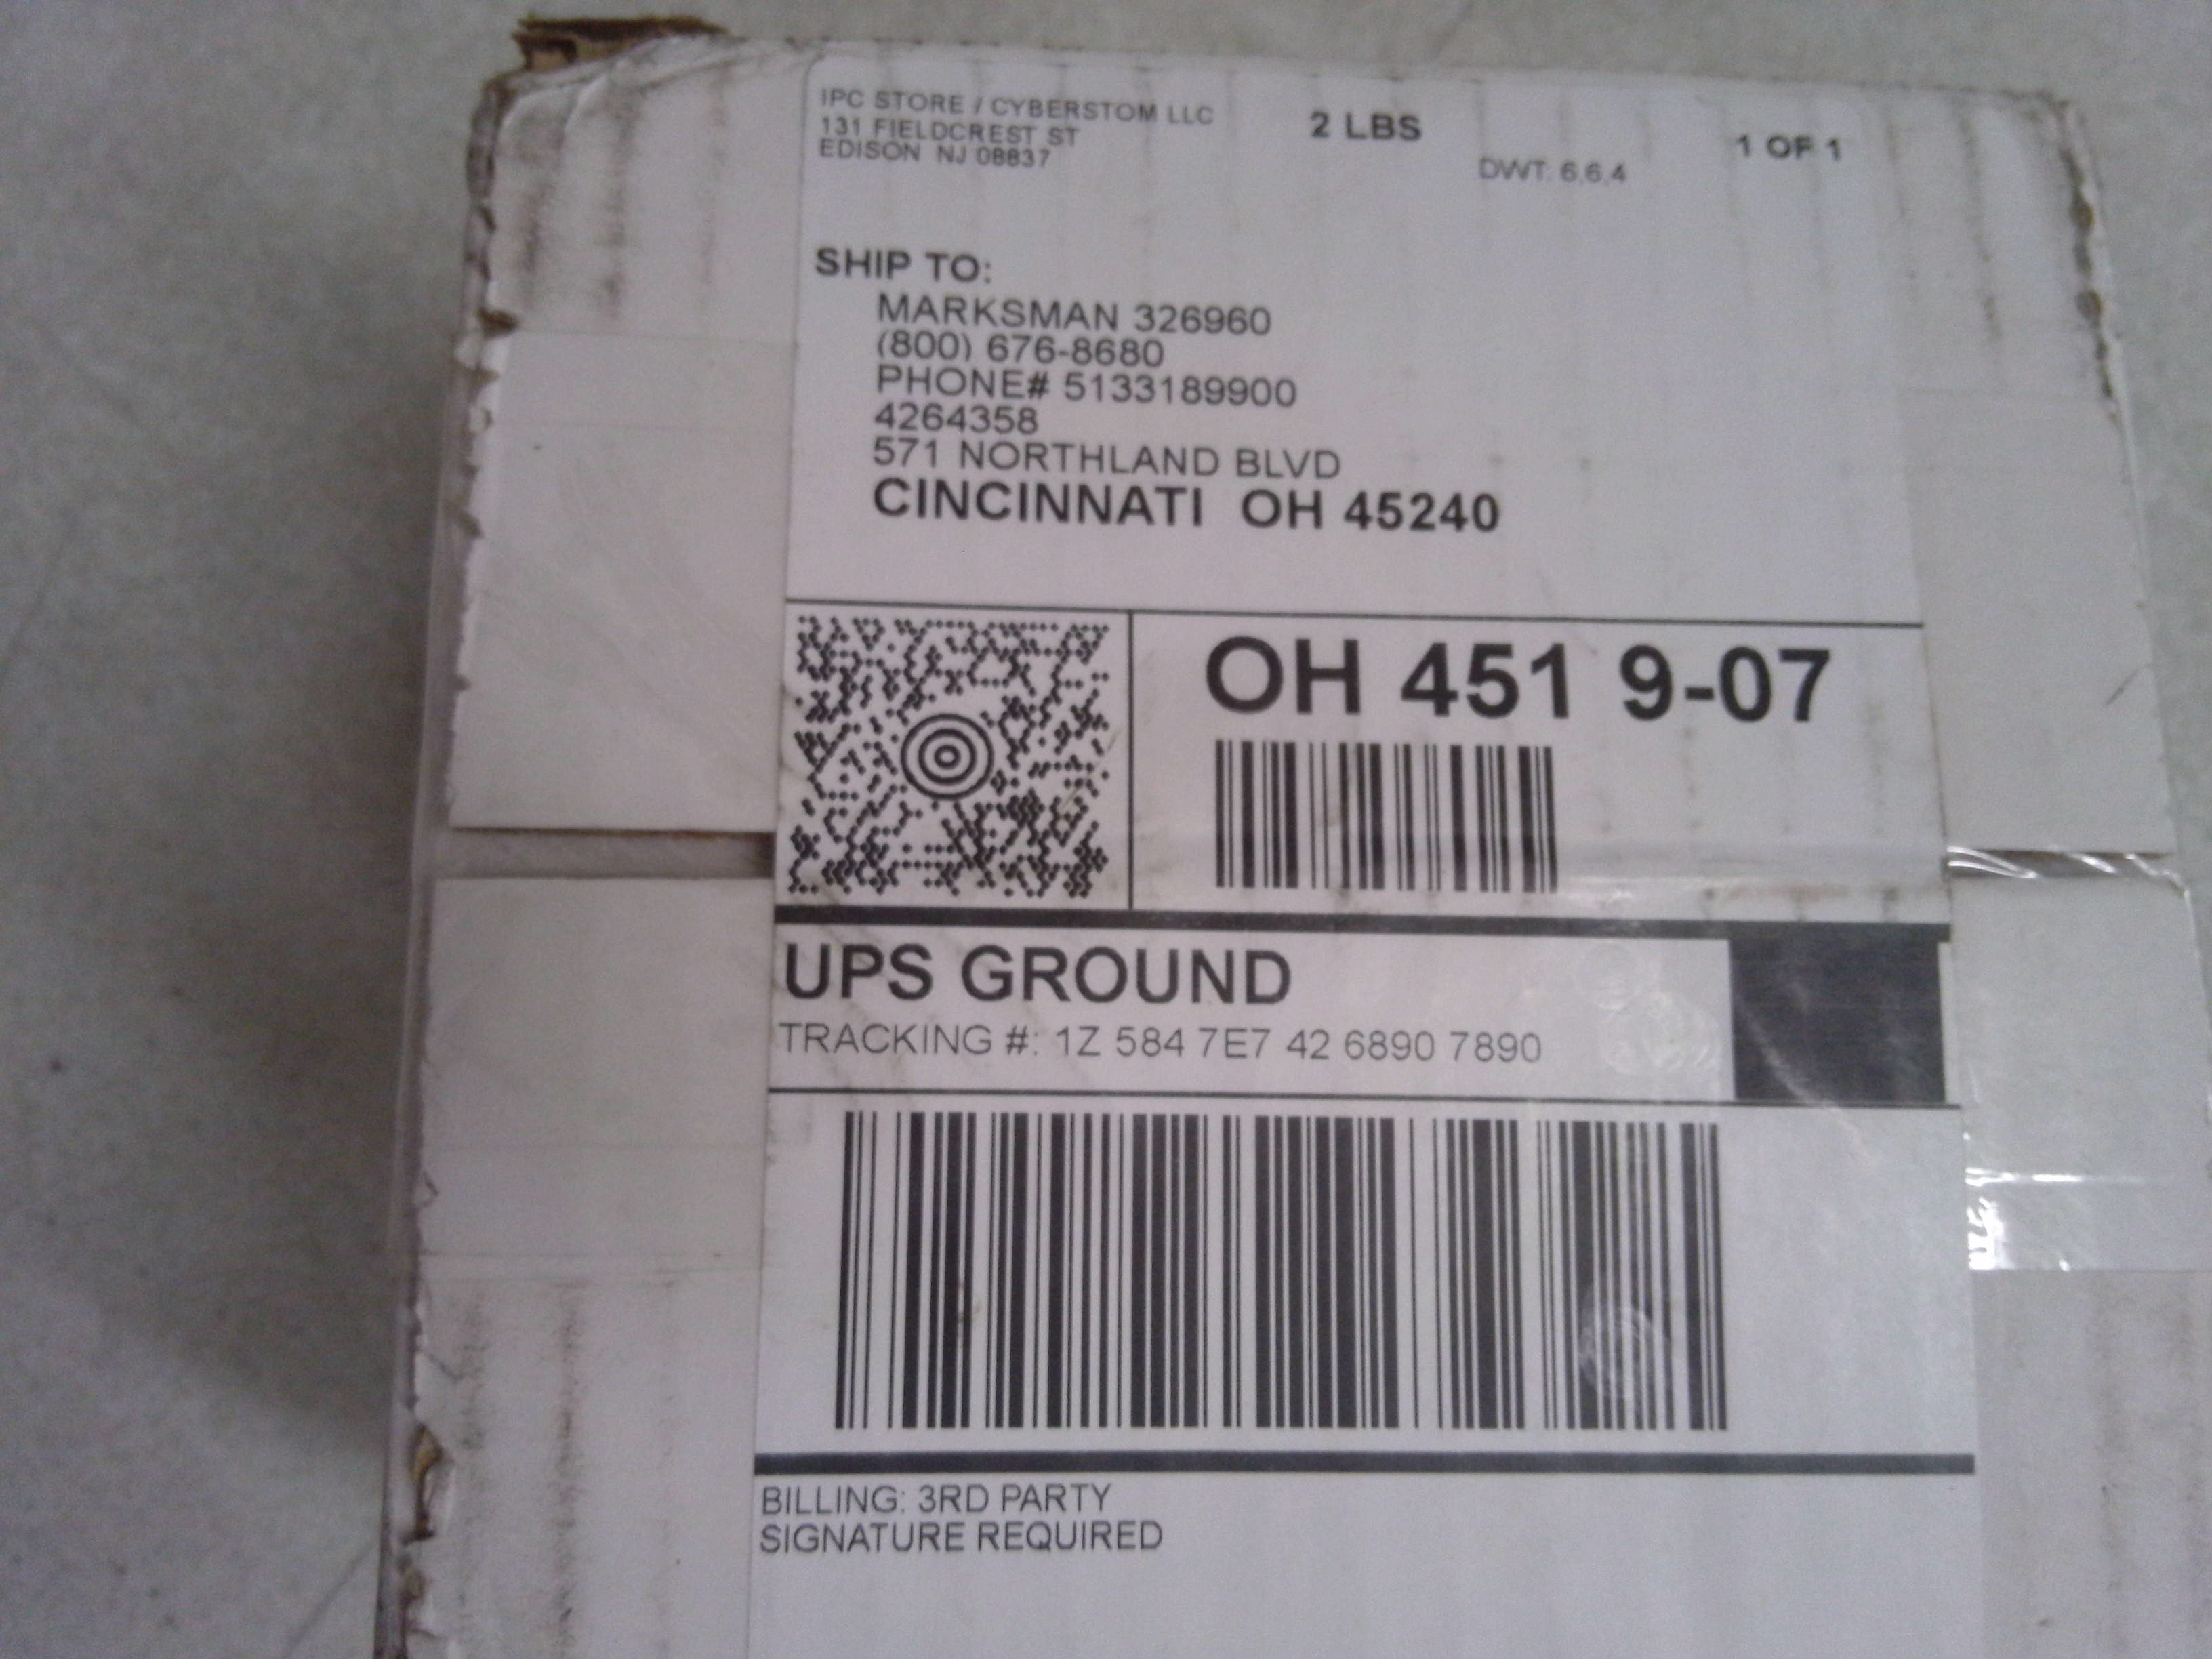 IPC STORE / CYBERSTOM LLC
131 FIELDCREST ST
EDISON NJ 08837
2 LBS
DWT: 6,6,4
1 OF 1
SHIP TO:
MARKSMAN 326960
(800) 676-8680
PHONE# 5133189900
4264358
571 NORTHLAND BLVD
CINCINNATI OH 45240
OH 451 9-07
UPS GROUND
TRACKING #: 1Z 584 7E7 42 6890 7890
BILLING: 3RD PARTY
SIGNATURE REQUIRED